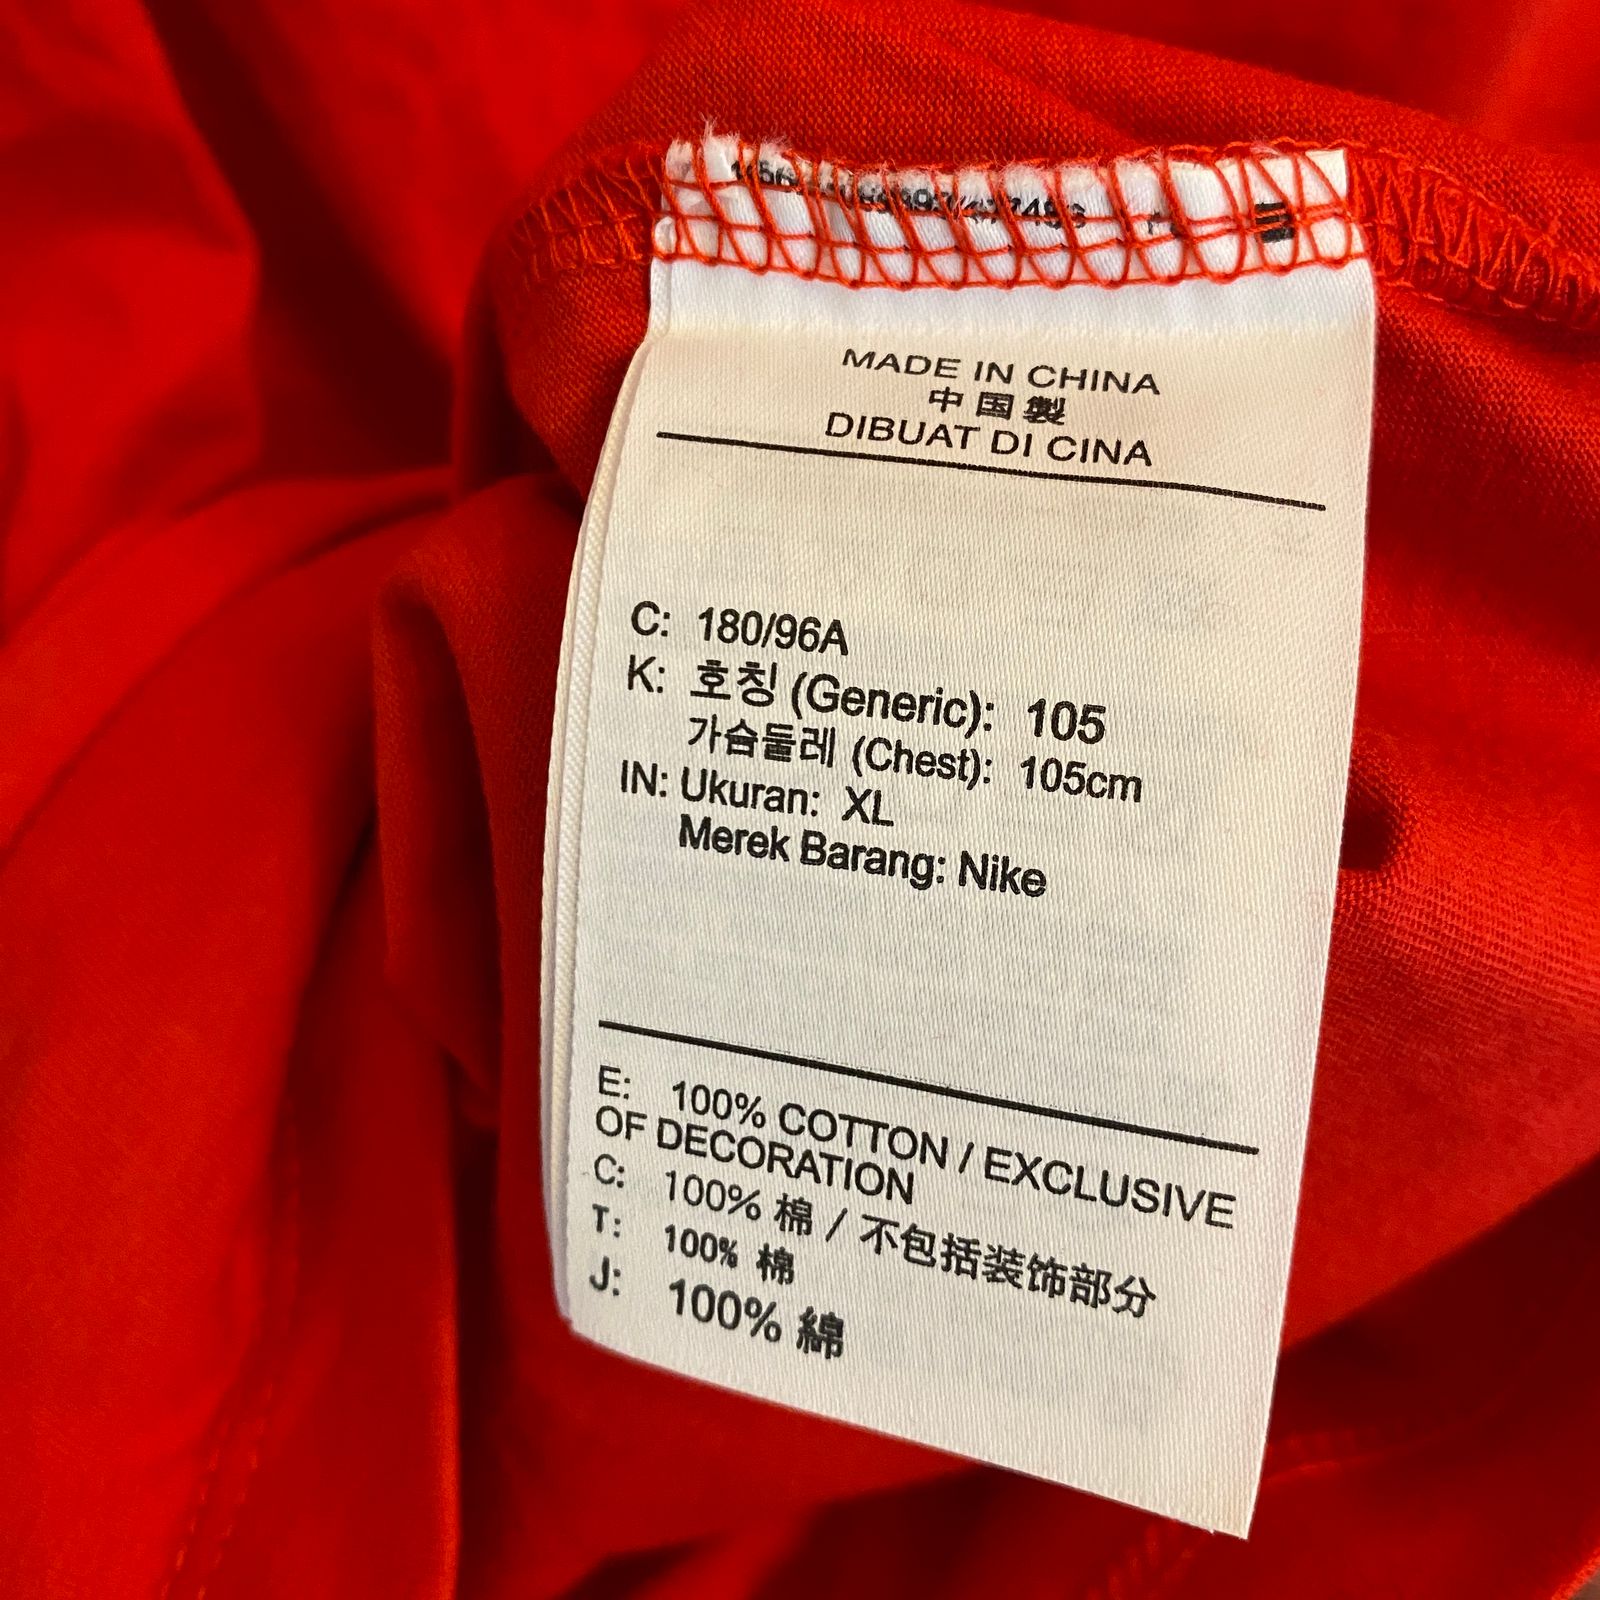 MADE IN CHINA
中国製
DIBUAT DI CINA
C: 180/96A
K: 호칭 (Generic): 105
가슴둘레 (Chest): 105cm
IN: Ukuran: XL
Merek Barang: Nike
E: 100% COTTON / EXCLUSIVE
OF DECORATION
C: 100% 棉 / 不包括装饰部分
T: 100% 棉
J: 100% 綿